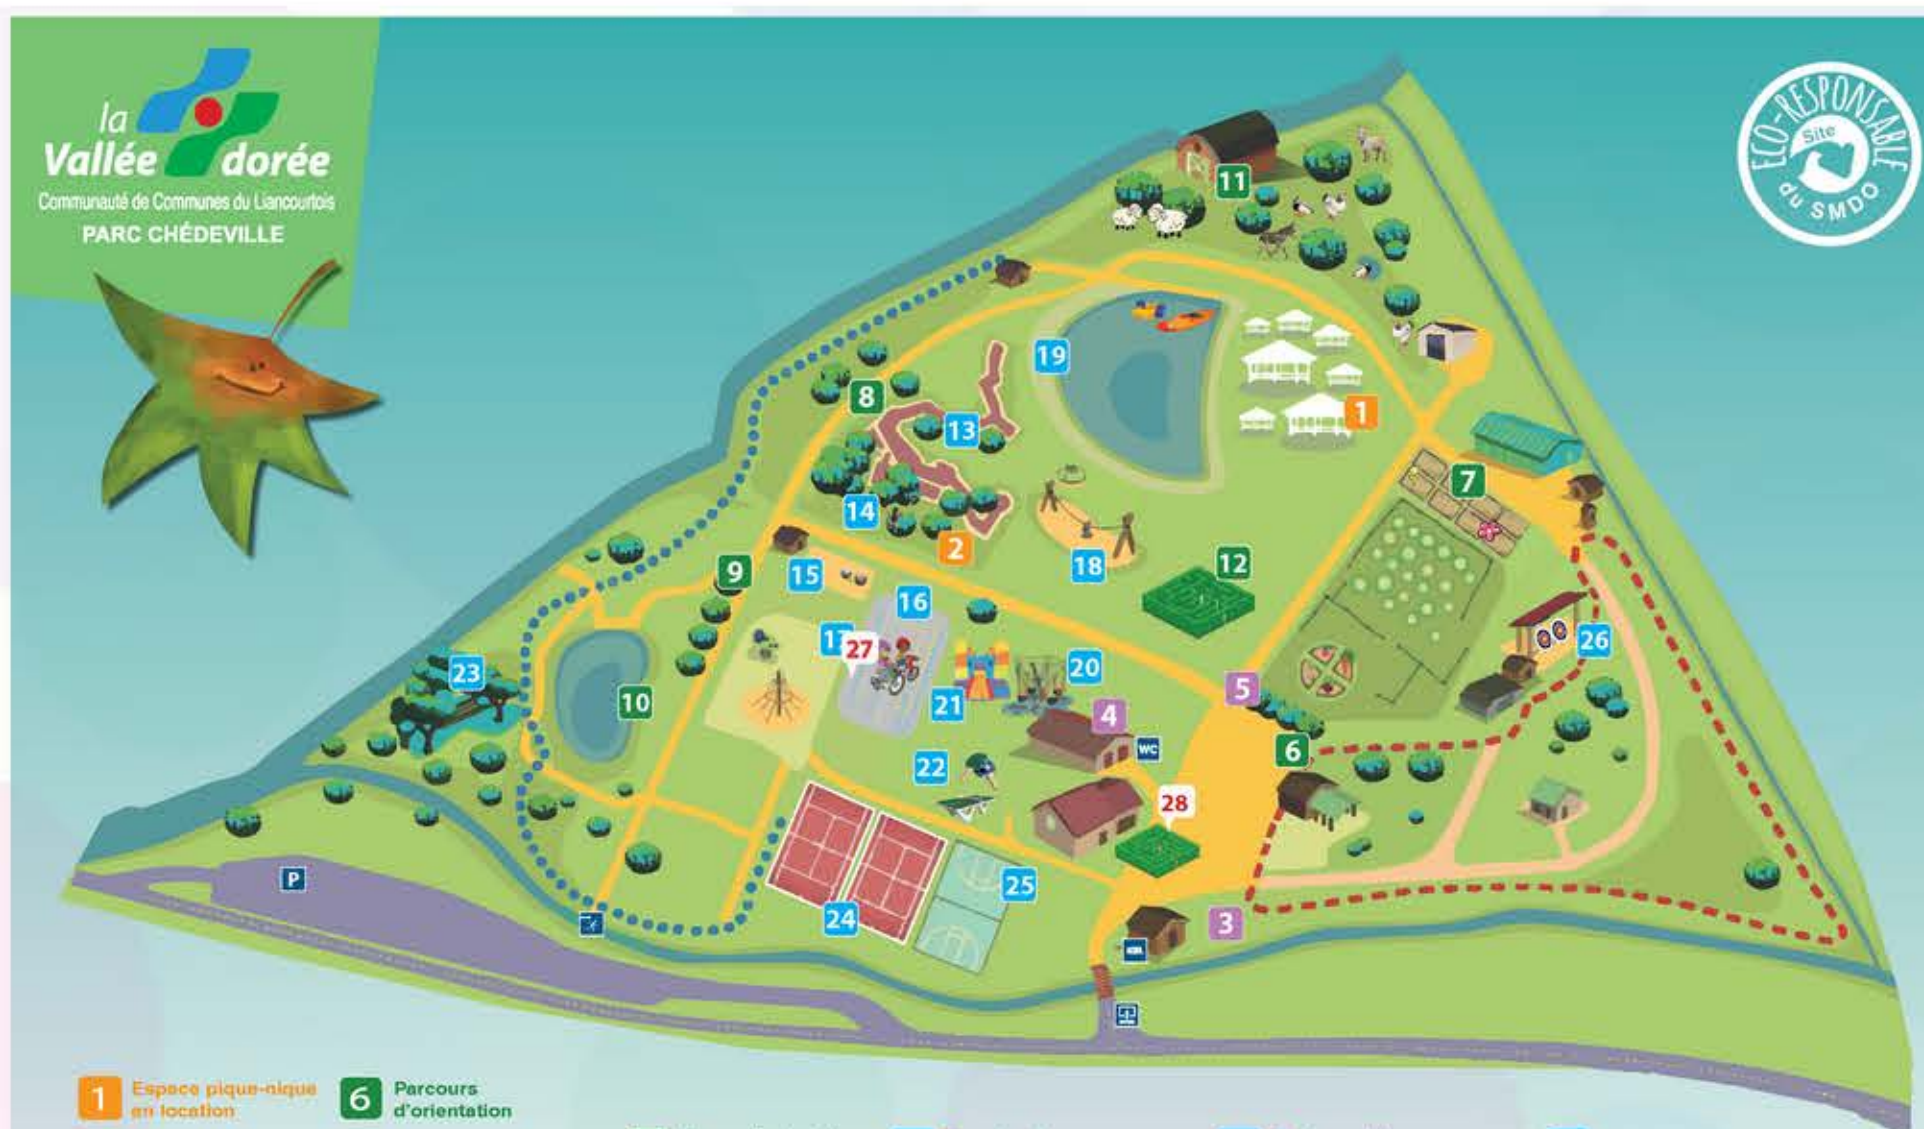 la
Vallée dorée
Communauté de Communes du Liancourtois
PARC CHÉDEVILLE
ECO-RESPONSABLE
Site
du SMDO
11
19
1
8
13
7
14
2
18
12
9
15
16
17
27
26
23
20
5
10
21
4
WC
6
22
28
P
25
24
3
1 Espace pique-nique
en location
6 Parcours
d'orientation